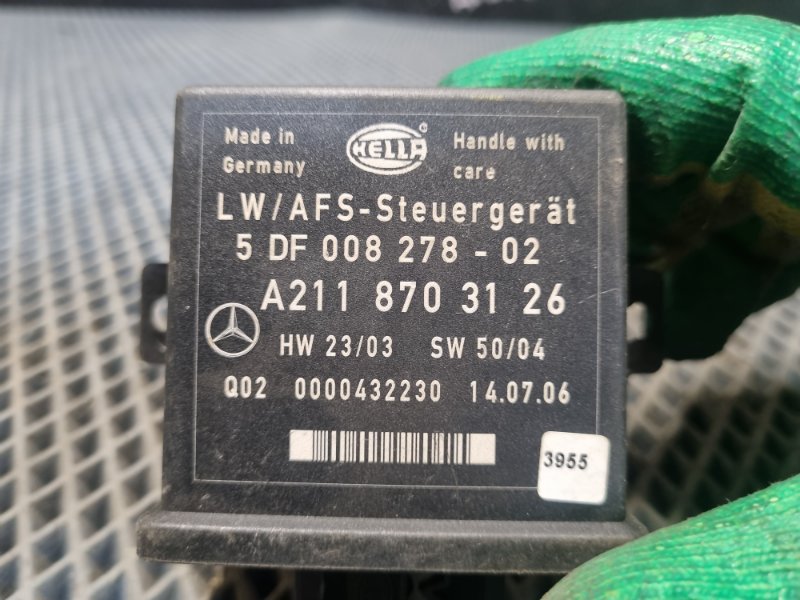 Made in
Germany
HELLA
®
Handle with
care
LW/AFS-Steuergerät
5 DF 008 278 - 02
A211 870 31 26
HW 23/03 SW 50/04
Q02 0000432230 14.07.06
3955